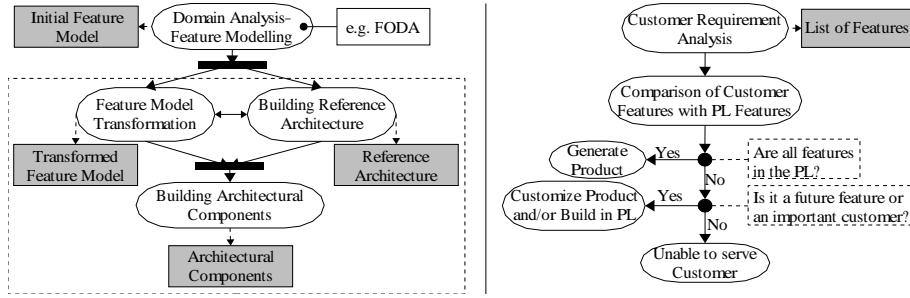 Initial Feature
Model
Domain Analysis-
Feature Modelling
e.g. FODA
Feature Model
Transformation
Building Reference
Architecture
Transformed
Feature Model
Reference
Architecture
Building Architectural
Components
Architectural
Components
Customer Requirement
Analysis
List of Features
Comparison of Customer
Features with PL Features
Generate
Product
Yes
Are all features
in the PL?
No
Customize Product
and/or Build in PL
Yes
Is it a future feature or
an important customer?
No
Unable to serve
Customer